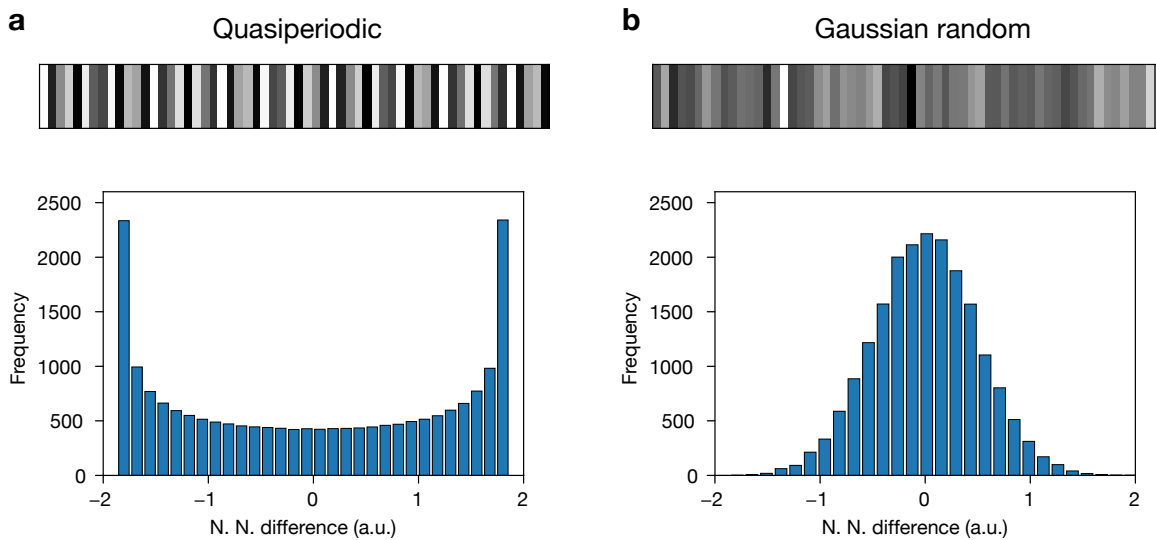 a
Quasiperiodic
2500
2000
1500
1000
500
0
Frequency
−2
−1
0
1
2
N. N. difference (a.u.)
b
Gaussian random
2500
2000
1500
1000
500
0
Frequency
−2
−1
0
1
2
N. N. difference (a.u.)